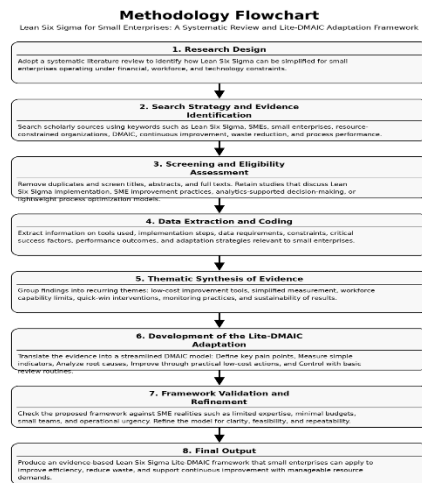 Methodology Flowchart
Lean Six Sigma for Small Enterprises: A Systematic Review and Lite-DMAIC Adaptation Framework
1. Research Design
Adopt a systematic literature review to identify how Lean Six Sigma can be simplified for small
enterprises operating under financial, workforce, and technology constraints.
2. Search Strategy and Evidence
Identification
Search scholarly sources using keywords such as Lean Six Sigma, SMEs, small enterprises, resource-
constrained organizations, DMAIC, continuous improvement, waste reduction, and process performance.
3. Screening and Eligibility
Assessment
Remove duplicates and screen titles, abstracts, and full texts. Retain studies that discuss Lean
Six Sigma implementation, SME improvement practices, analytics-supported decision-making, or
lightweight process optimization models.
4. Data Extraction and Coding
Extract information on tools used, implementation steps, data requirements, constraints, critical
success factors, performance outcomes, and adaptation strategies relevant to small enterprises.
5. Thematic Synthesis of Evidence
Group findings into recurring themes: low-cost improvement tools, simplified measurement, workforce
capability limits, quick-win interventions, monitoring practices, and sustainability of results.
6. Development of the Lite-DMAIC
Adaptation
Translate the evidence into a streamlined DMAIC model: Define key pain points, Measure simple
indicators, Analyze root causes, Improve through practical low-cost actions, and Control with basic
review routines.
7. Framework Validation and
Refinement
Check the proposed framework against SME realities such as limited expertise, minimal budgets,
small teams, and operational urgency. Refine the model for clarity, feasibility, and repeatability.
8. Final Output
Produce an evidence-based Lean Six Sigma Lite-DMAIC framework that small enterprises can apply to
improve efficiency, reduce waste, and support continuous improvement with manageable resource
demands.